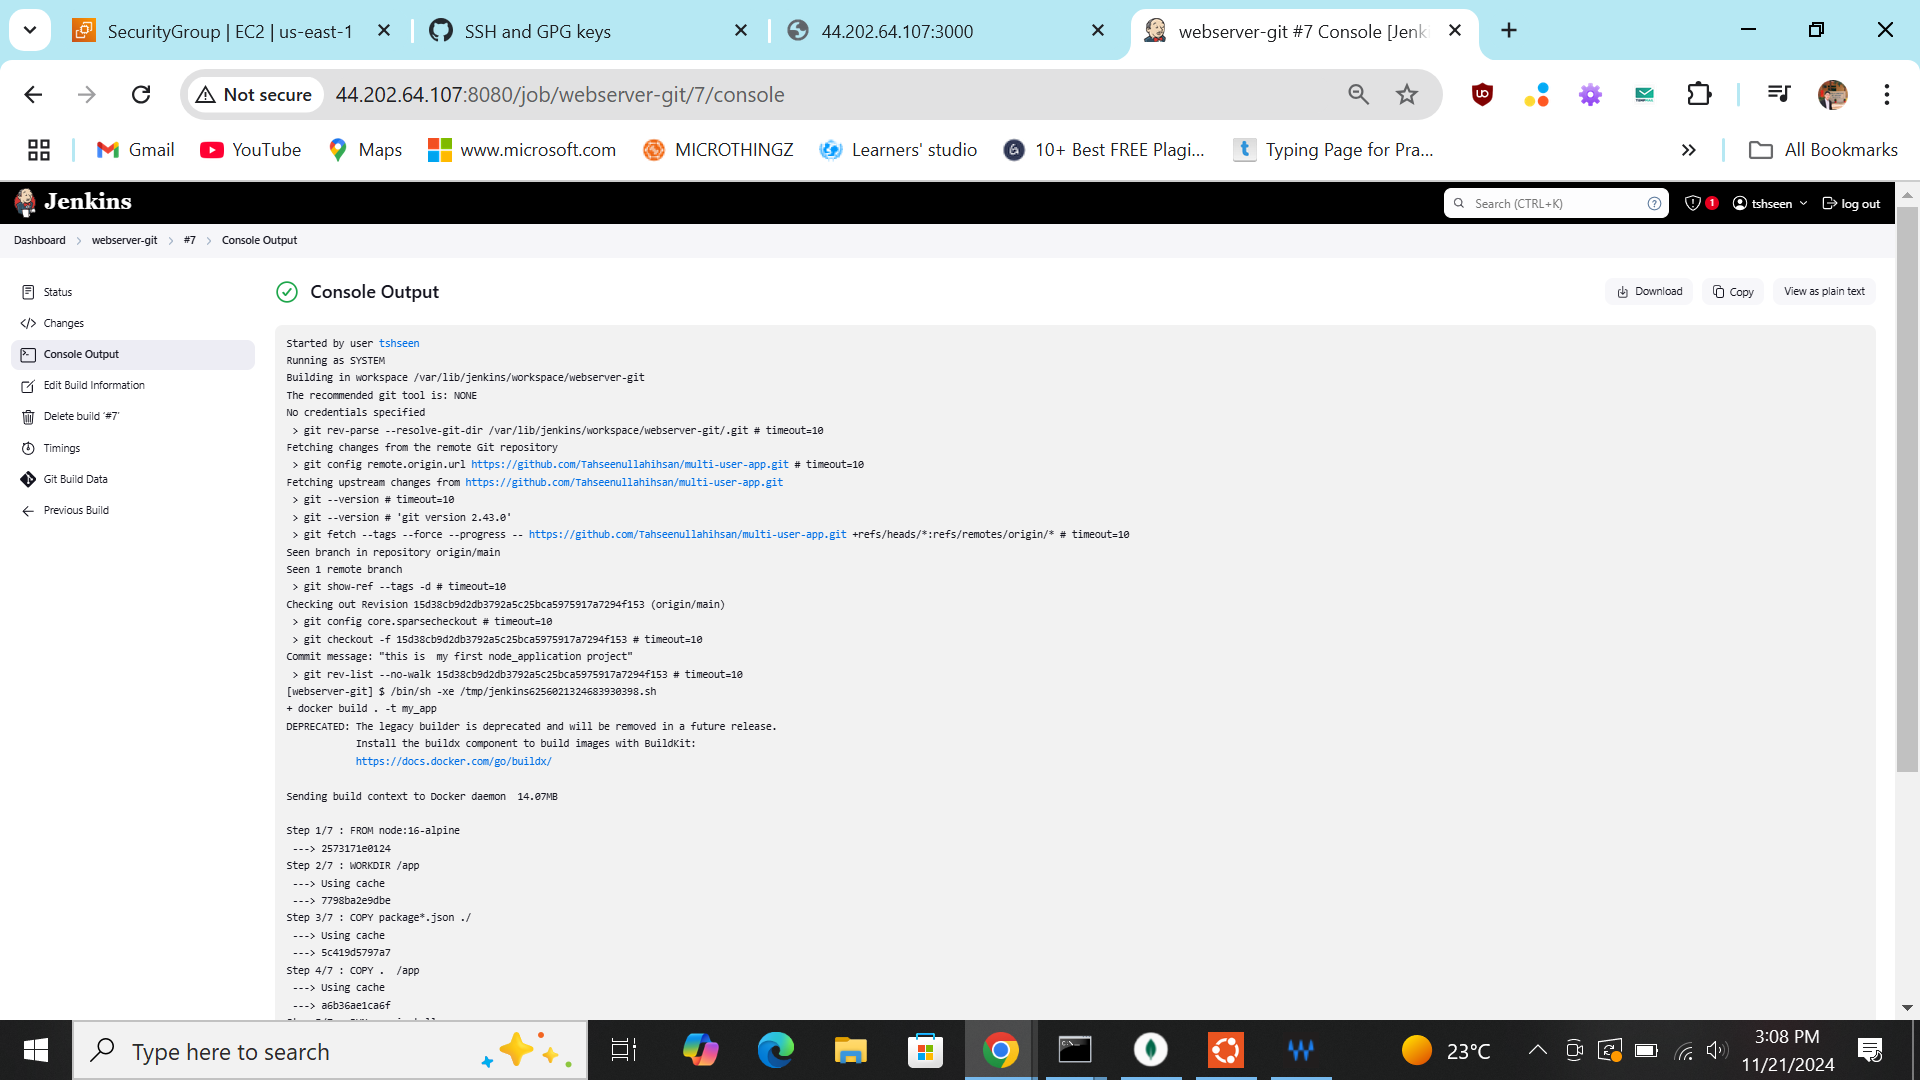 SecurityGroup | EC2 | us-east-1
SSH and GPG keys
44.202.64.107:3000
webserver-git #7 Console [Jenk
Not secure
44.202.64.107:8080/job/webserver-git/7/console
Gmail
YouTube
Maps
www.microsoft.com
MICROTHINGZ
Learners' studio
10+ Best FREE Plagi...
Typing Page for Pra...
All Bookmarks
Jenkins
Search (CTRL+K)
1
tshseen
log out
Dashboard
webserver-git
#7
Console Output
Status
Changes
Console Output
Edit Build Information
Delete build ‘#7’
Timings
Git Build Data
Previous Build
Console Output
Download
Copy
View as plain text
Started by user tshseen
Running as SYSTEM
Building in workspace /var/lib/jenkins/workspace/webserver-git
The recommended git tool is: NONE
No credentials specified
> git rev-parse --resolve-git-dir /var/lib/jenkins/workspace/webserver-git/.git # timeout=10
Fetching changes from the remote Git repository
> git config remote.origin.url https://github.com/Tahseenullahihsan/multi-user-app.git # timeout=10
Fetching upstream changes from https://github.com/Tahseenullahihsan/multi-user-app.git
> git --version # timeout=10
> git --version # 'git version 2.43.0'
> git fetch --tags --force --progress -- https://github.com/Tahseenullahihsan/multi-user-app.git +refs/heads/*:refs/remotes/origin/* # timeout=10
Seen branch in repository origin/main
Seen 1 remote branch
> git show-ref --tags -d # timeout=10
Checking out Revision 15d38cb9d2db3792a5c25bca5975917a7294f153 (origin/main)
> git config core.sparsecheckout # timeout=10
> git checkout -f 15d38cb9d2db3792a5c25bca5975917a7294f153 # timeout=10
Commit message: "this is  my first node_application project"
> git rev-list --no-walk 15d38cb9d2db3792a5c25bca5975917a7294f153 # timeout=10
[webserver-git] $ /bin/sh -xe /tmp/jenkins6256021324683930398.sh
+ docker build . -t my_app
DEPRECATED: The legacy builder is deprecated and will be removed in a future release.
Install the buildx component to build images with BuildKit:
https://docs.docker.com/go/buildx/
Sending build context to Docker daemon  14.07MB
Step 1/7 : FROM node:16-alpine
---> 2573171e0124
Step 2/7 : WORKDIR /app
---> Using cache
---> 7798ba2e9dbe
Step 3/7 : COPY package*.json ./
---> Using cache
---> 5c419d5797a7
Step 4/7 : COPY .  /app
---> Using cache
---> a6b36ae1ca6f
Type here to search
23°C
3:08 PM
11/21/2024